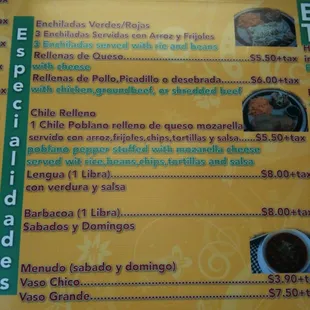 Especialidades
Enchiladas Verdes/Rojas
3 Enchiladas Servidas con Arroz y Frijoles
3 Enchiladas served with rice and beans
Rellenas de Queso...$5.50+tax
with cheese
Rellenas de Pollo,Picadillo o desebrada...$6.00+tax
with chicken,groundbeef, or shredded beef
Chile Relleno
1 Chile Poblano relleno de queso mozarella
servido con arroz,frijoles,chips,tortillas y salsa...$5.50+tax
poblano pepper stuffed with mozarella cheese
served wit rice,beans,chips,tortillas and salsa
Lengua (1 Libra)...$8.00+tax
con verdura y salsa
Barbacoa (1 Libra)...$8.00+tax
Sabados y Domingos
Menudo (sabado y domingo)
Vaso Chico...$3.90+t
Vaso Grande...$7.50+t